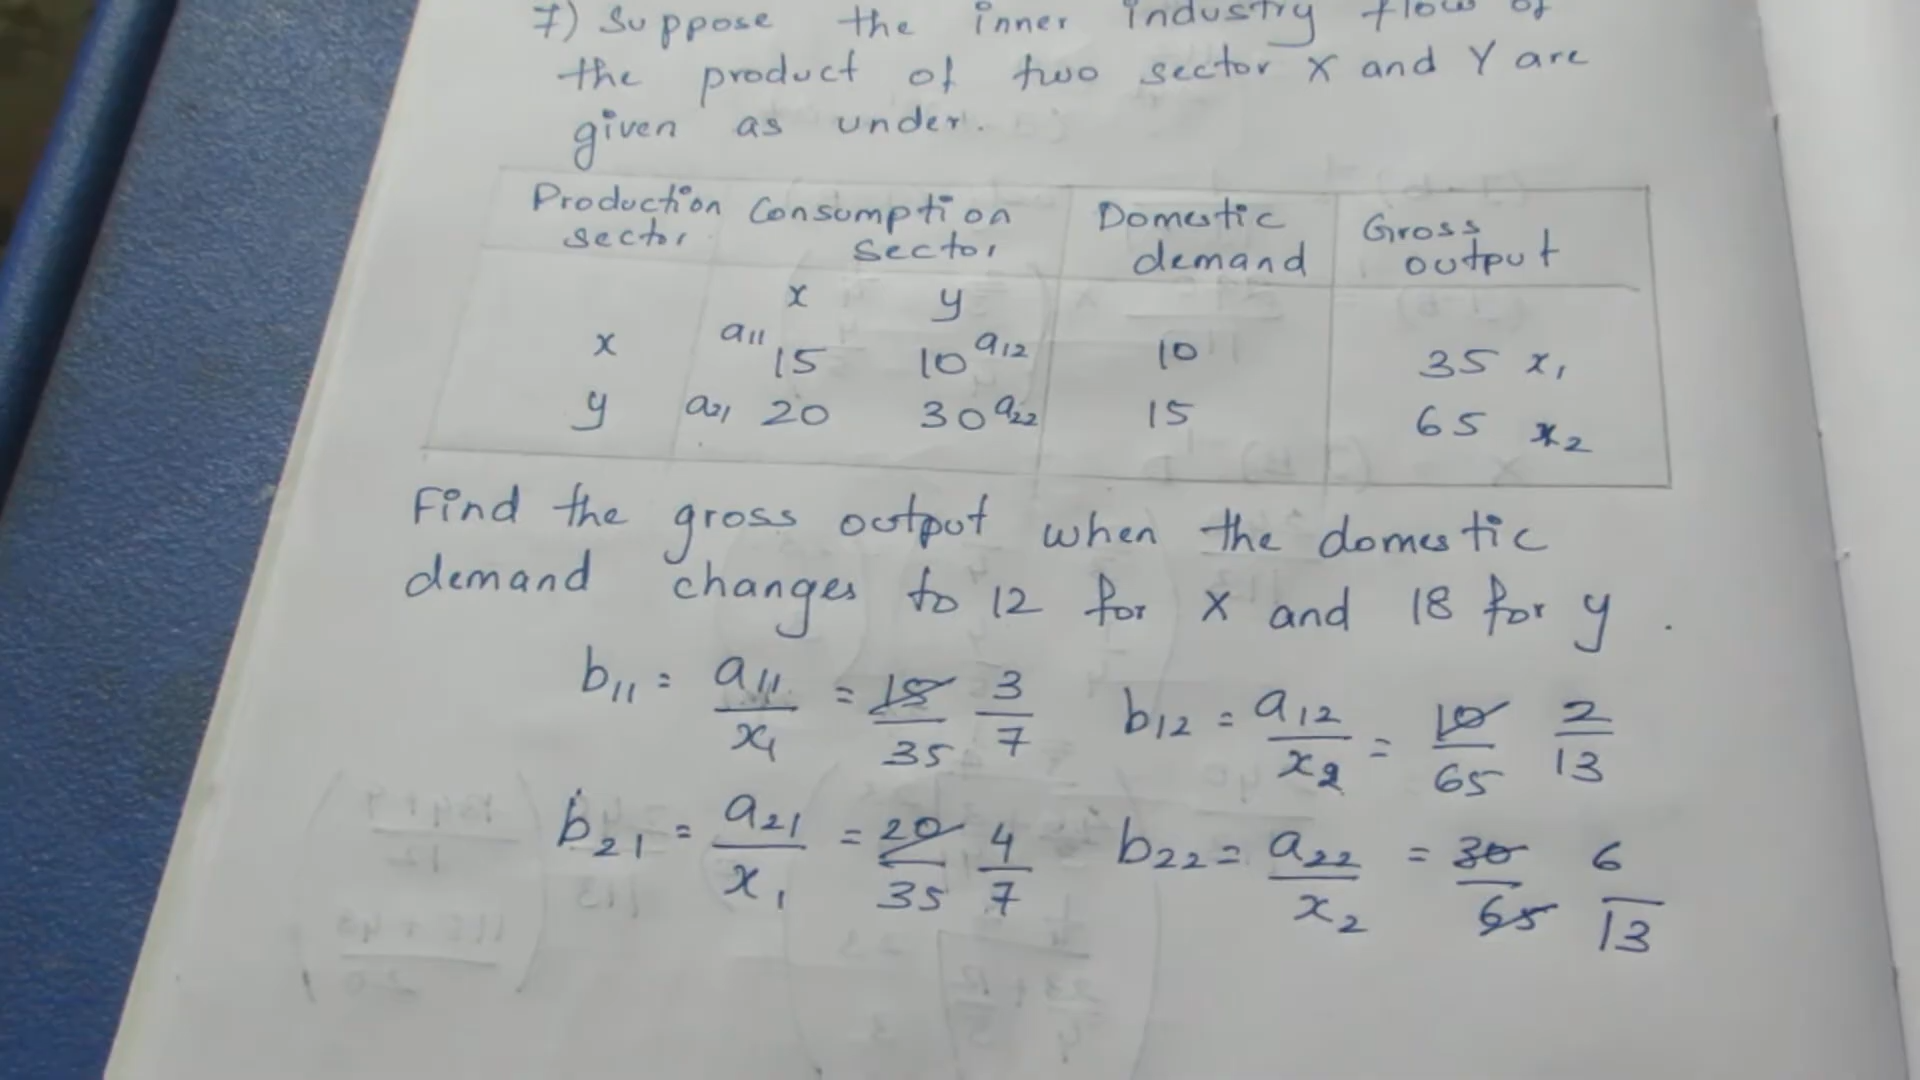 7) Suppose the inner industry flow of
the product of two sector X and Y are
given as under.
Production sector Consumption sector Domestic demand Gross output
x y
x a11 15 10 a12 10 35 x1
y a21 20 30 a22 15 65 x2
Find the gross output when the domestic
demand changes to 12 for X and 18 for y.
b11 = a11/x1 = 15/35 3/7 b12 = a12/x2 = 10/65 2/13
b21 = a21/x1 = 20/35 4/7 b22 = a22/x2 = 30/65 6/13